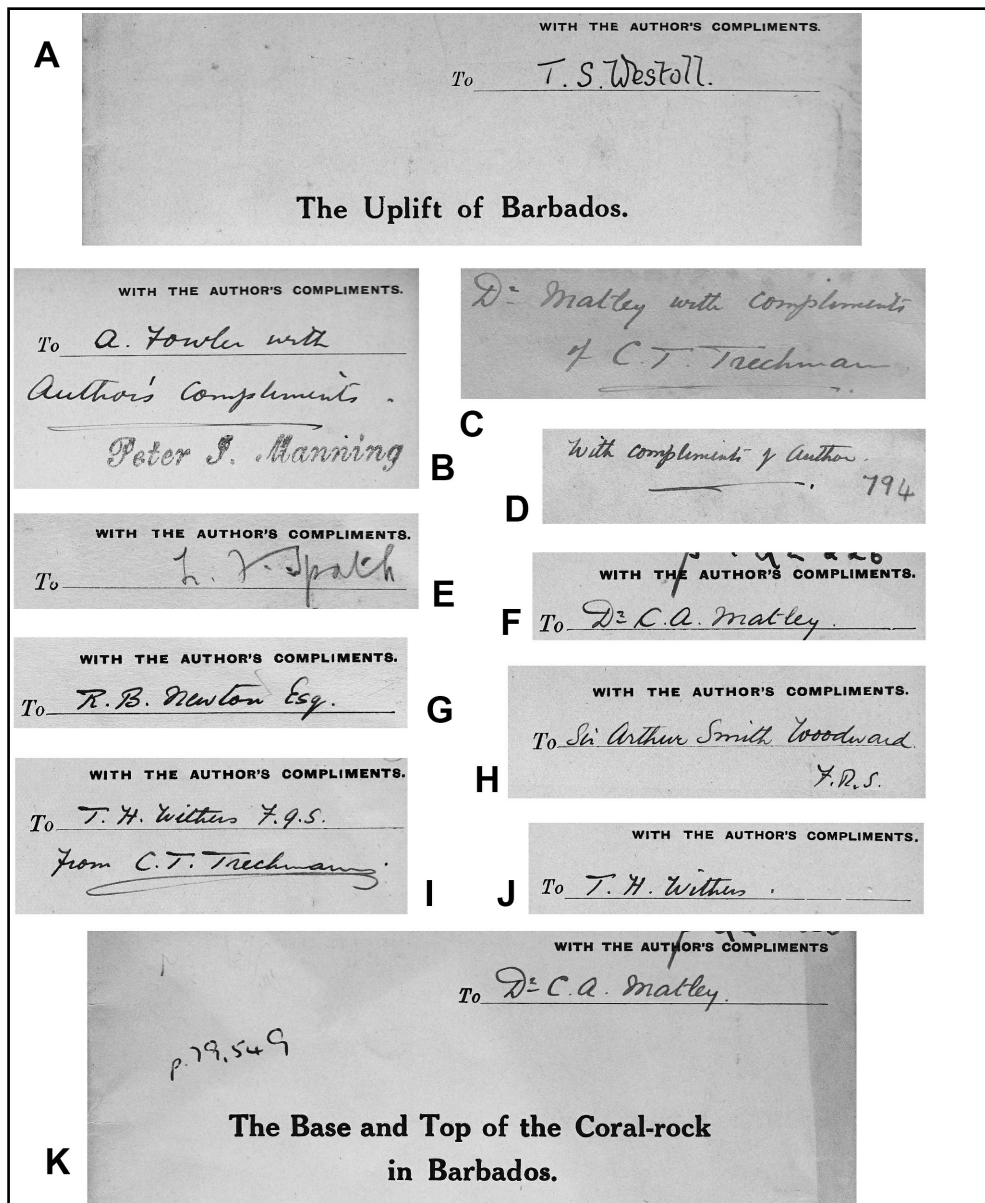 A
WITH THE AUTHOR'S COMPLIMENTS.
To T. S. Westoll.
The Uplift of Barbados.
WITH THE AUTHOR'S COMPLIMENTS.
To A. Fowler with
Author's Compliments.
Peter I. Manning
B
Dr Matley with compliments
of C. T. Trechmann.
C
With compliments of Author.
794
D
WITH THE AUTHOR'S COMPLIMENTS.
To L. F. Spath
E
WITH THE AUTHOR'S COMPLIMENTS.
F To Dr C. A. Matley.
WITH THE AUTHOR'S COMPLIMENTS.
To R. B. Newton Esq.
G
WITH THE AUTHOR'S COMPLIMENTS.
To Sir Arthur Smith Woodward.
F.R.S.
H
WITH THE AUTHOR'S COMPLIMENTS.
To T. H. Withers F.G.S.
from C. T. Trechmann.
I
WITH THE AUTHOR'S COMPLIMENTS.
J To T. H. Withers.
WITH THE AUTHOR'S COMPLIMENTS
To Dr C. A. Matley.
p. 79,549
The Base and Top of the Coral-rock
in Barbados.
K